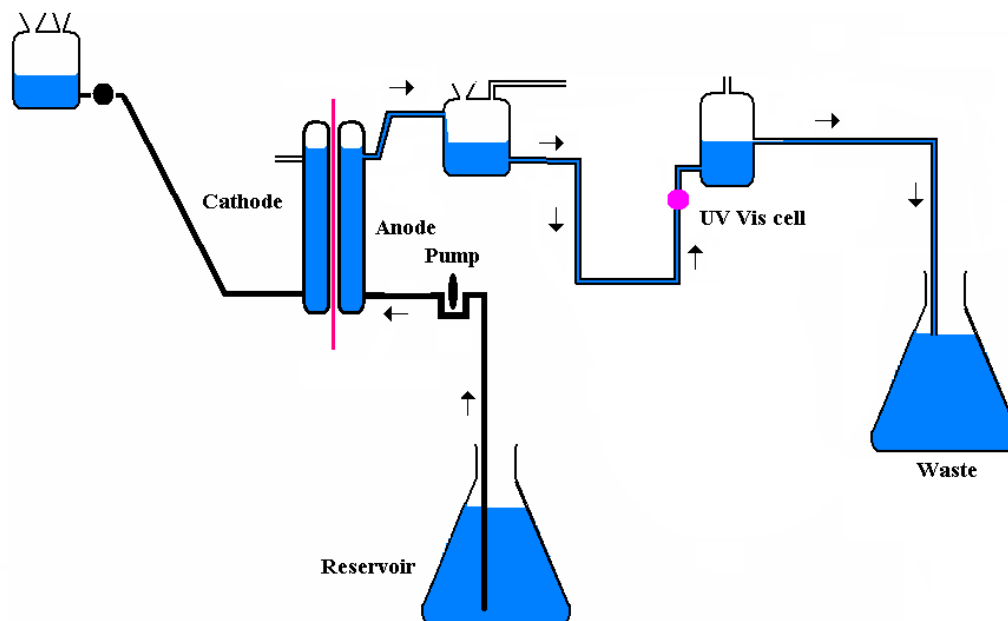 Cathode
Anode
Pump
UV Vis cell
Waste
Reservoir